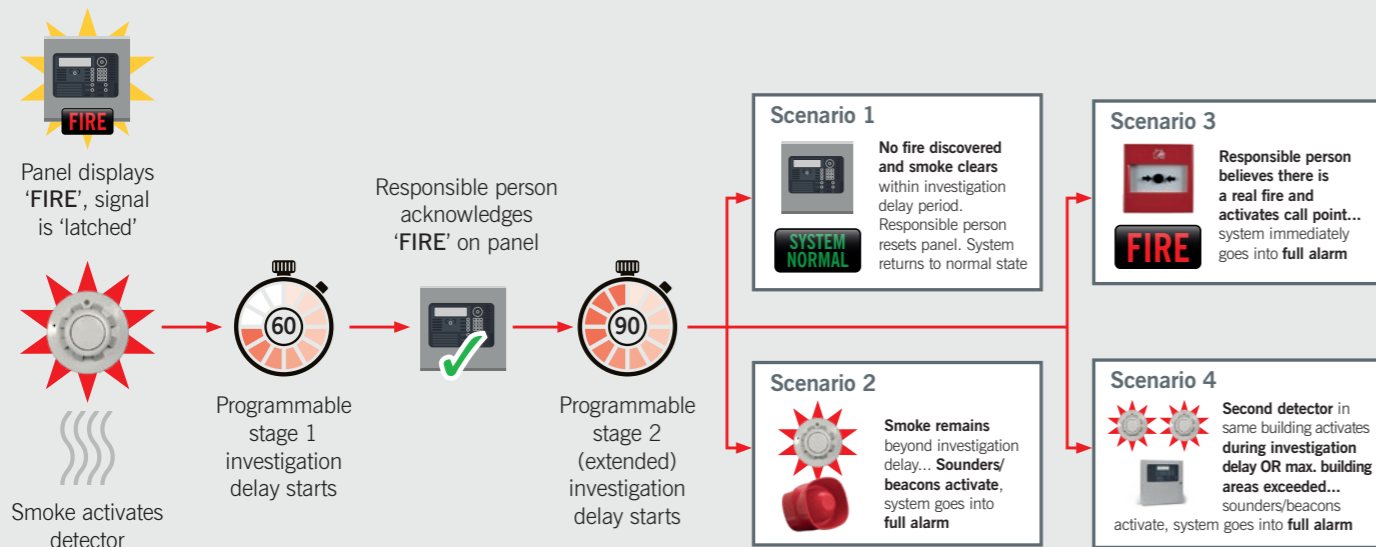 FIRE
Panel displays
‘FIRE’, signal
is ‘latched’
Smoke activates
detector
60
Programmable
stage 1
investigation
delay starts
Responsible person
acknowledges
‘FIRE’ on panel
90
Programmable
stage 2
(extended)
investigation
delay starts
Scenario 1
No fire discovered
and smoke clears
within investigation
delay period.
Responsible person
resets panel. System
returns to normal state
SYSTEM
NORMAL
Scenario 2
Smoke remains
beyond investigation
delay... Sounders/
beacons activate,
system goes into
full alarm
Scenario 3
Responsible person
believes there is
a real fire and
activates call point...
system immediately
goes into full alarm
FIRE
Scenario 4
Second detector in
same building activates
during investigation
delay OR max. building
areas exceeded...
sounders/beacons
activate, system goes into full alarm